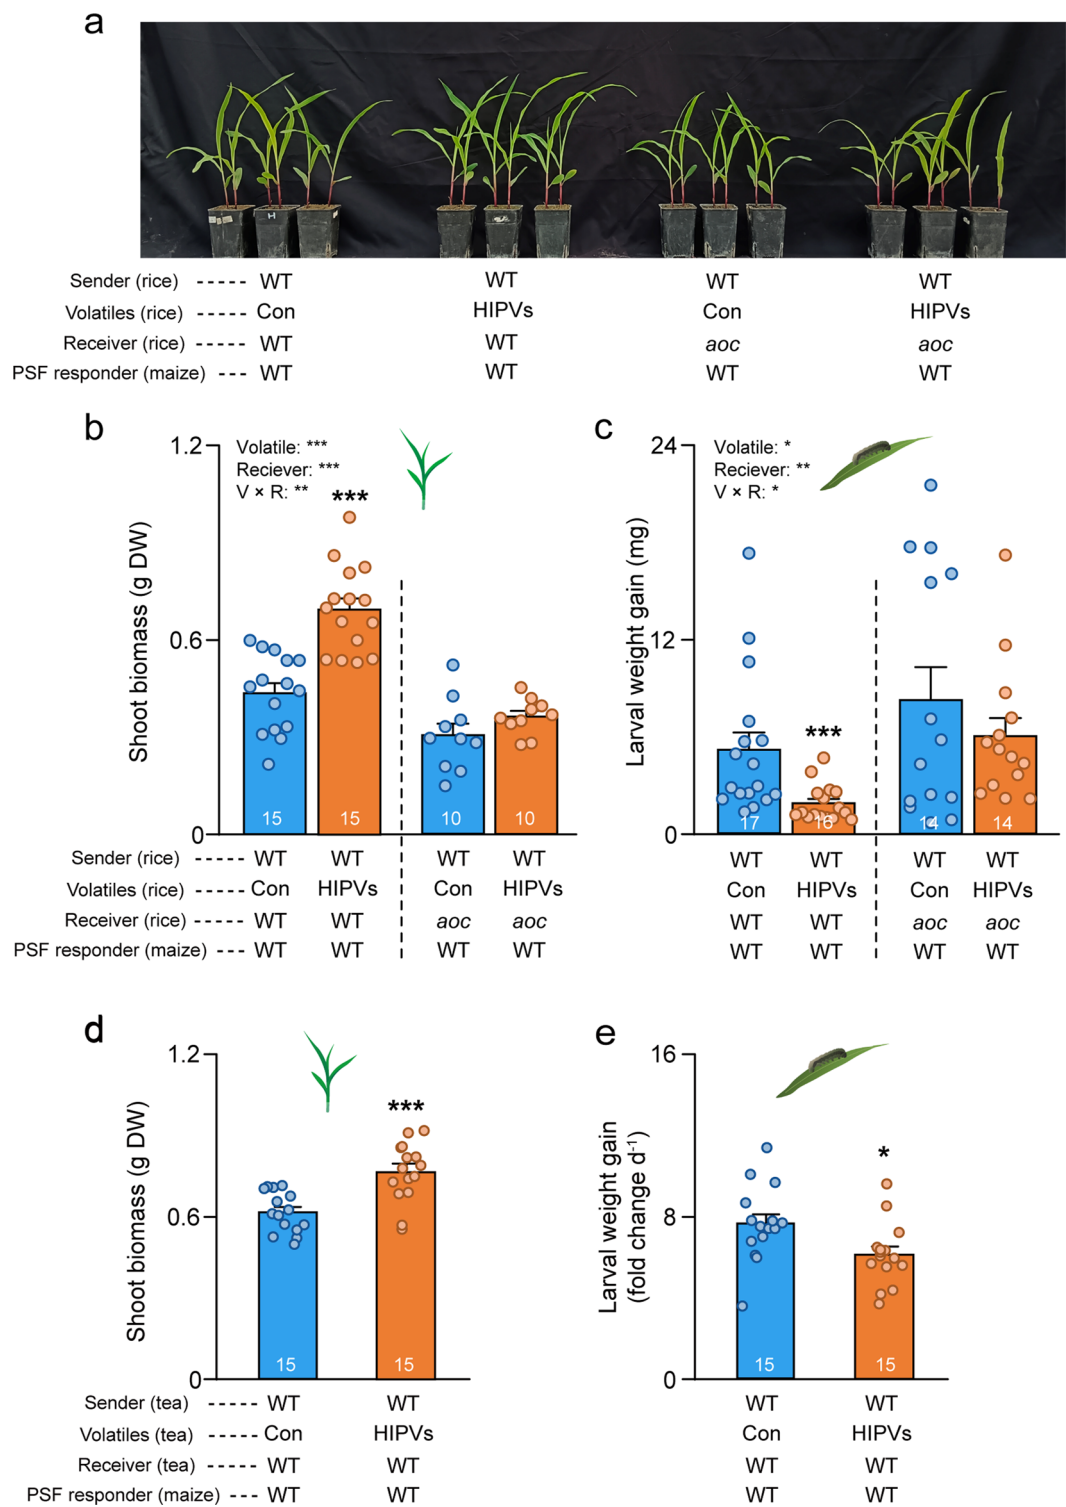 a
H
Sender (rice) ----- WT WT WT WT
Volatiles (rice) ----- Con HIPVs Con HIPVs
Receiver (rice) ----- WT WT aoc aoc
PSF responder (maize) --- WT WT WT WT
b
1.2
Volatile: ***
Reciever: ***
V × R: **
***
Shoot biomass (g DW)
0.6
0
15 15 10 10
Sender (rice) ----- WT WT WT WT
Volatiles (rice) ----- Con HIPVs Con HIPVs
Receiver (rice) ----- WT WT aoc aoc
PSF responder (maize) --- WT WT WT WT
c
24
Volatile: *
Reciever: **
V × R: *
***
Larval weight gain (mg)
12
0
17 16 14 14
WT WT WT WT
Con HIPVs Con HIPVs
WT WT aoc aoc
WT WT WT WT
d
1.2
***
Shoot biomass (g DW)
0.6
0
15 15
Sender (tea) ----- WT WT
Volatiles (tea) ----- Con HIPVs
Receiver (tea) ----- WT WT
PSF responder (maize) --- WT WT
e
16
*
Larval weight gain
(fold change d⁻¹)
8
0
15 15
WT WT
Con HIPVs
WT WT
WT WT